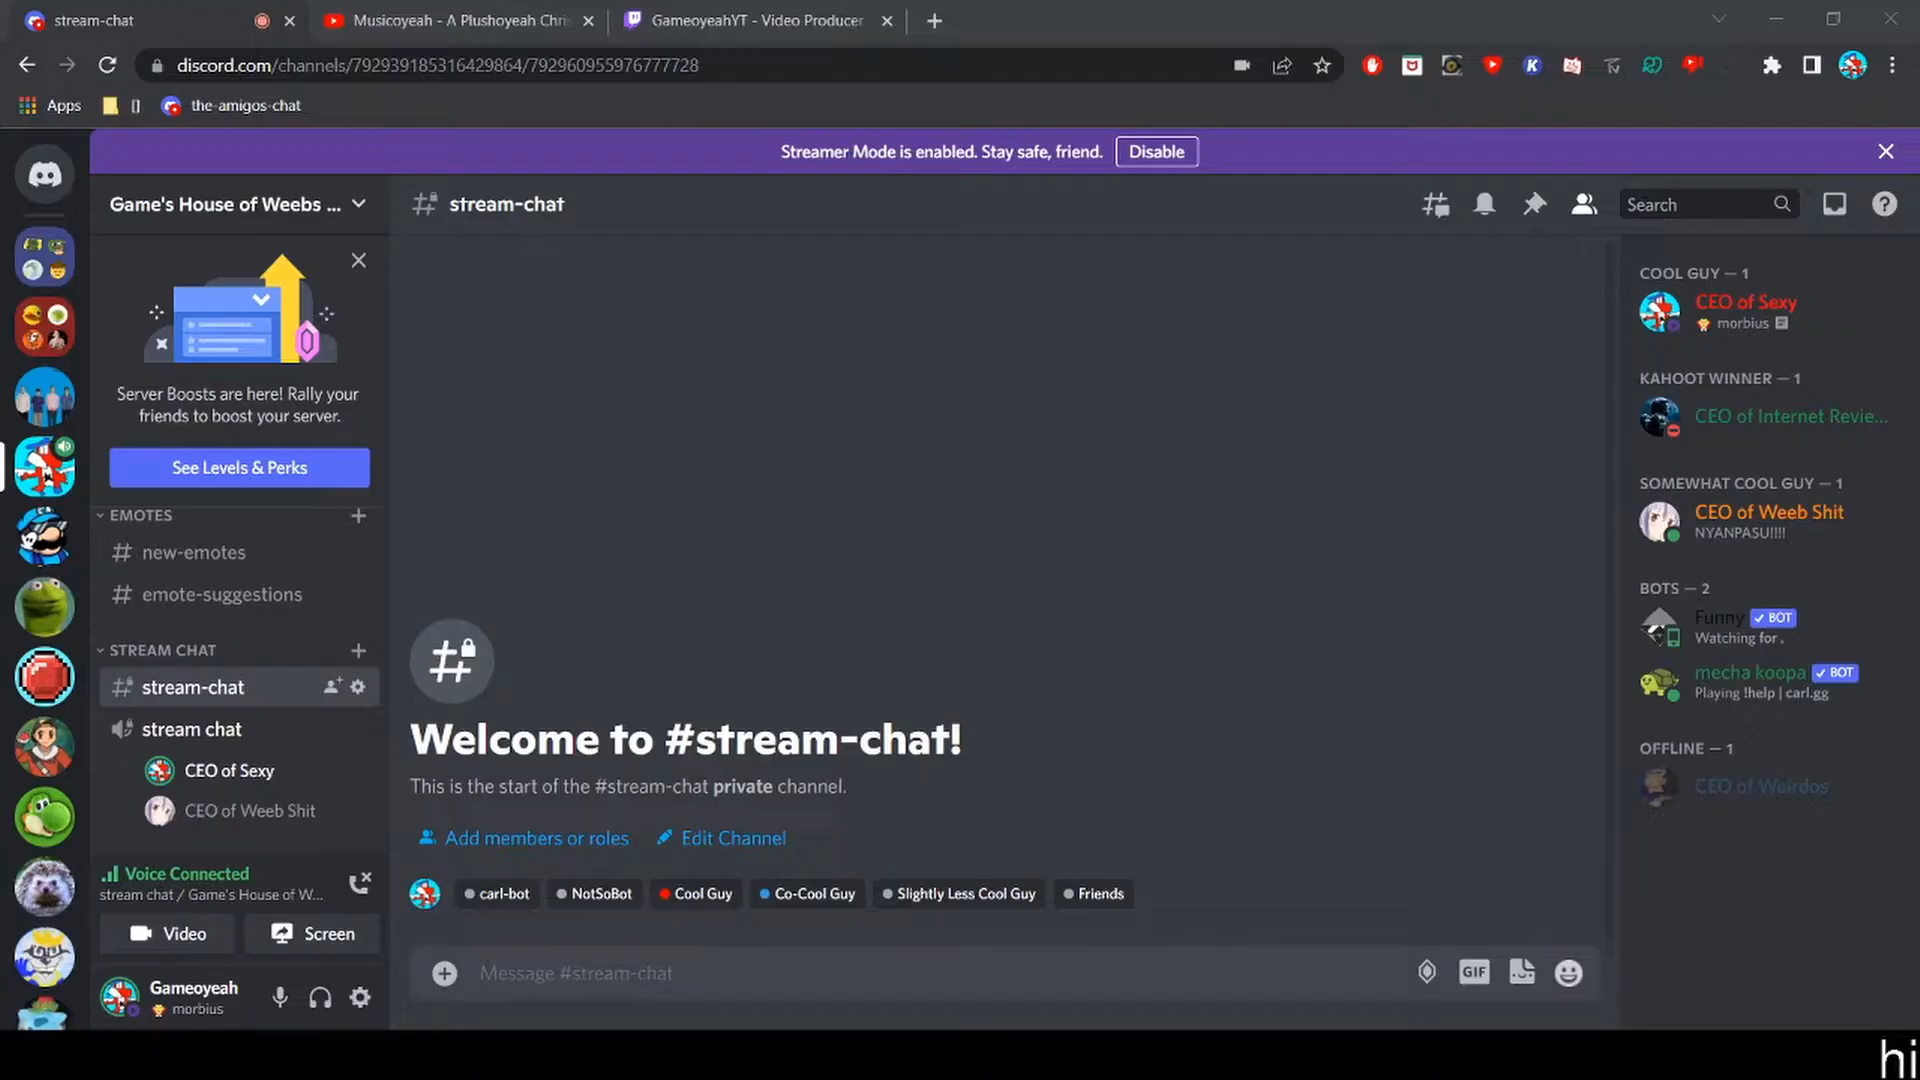 stream-chat
Musicoyeah - A Plushoyeah Chri
GameoyeahYT - Video Producer
discord.com/channels/792939185316429864/792960955976777728
Apps
the-amigos-chat
Streamer Mode is enabled. Stay safe, friend.
Disable
Game's House of Weebs ...
stream-chat
Search
Server Boosts are here! Rally your
friends to boost your server.
See Levels & Perks
EMOTES
new-emotes
emote-suggestions
STREAM CHAT
stream-chat
stream chat
CEO of Sexy
CEO of Weeb Shit
Voice Connected
stream chat / Game's House of W...
Video
Screen
Gameoyeah
morbius
Welcome to #stream-chat!
This is the start of the #stream-chat private channel.
Add members or roles
Edit Channel
carl-bot
NotSoBot
Cool Guy
Co-Cool Guy
Slightly Less Cool Guy
Friends
Message #stream-chat
GIF
COOL GUY — 1
CEO of Sexy
morbius
KAHOOT WINNER — 1
CEO of Internet Revie...
SOMEWHAT COOL GUY — 1
CEO of Weeb Shit
NYANPASU!!!!
BOTS — 2
Funny BOT
Watching for .
mecha koopa BOT
Playing !help | carl.gg
OFFLINE — 1
CEO of Weirdos
hi